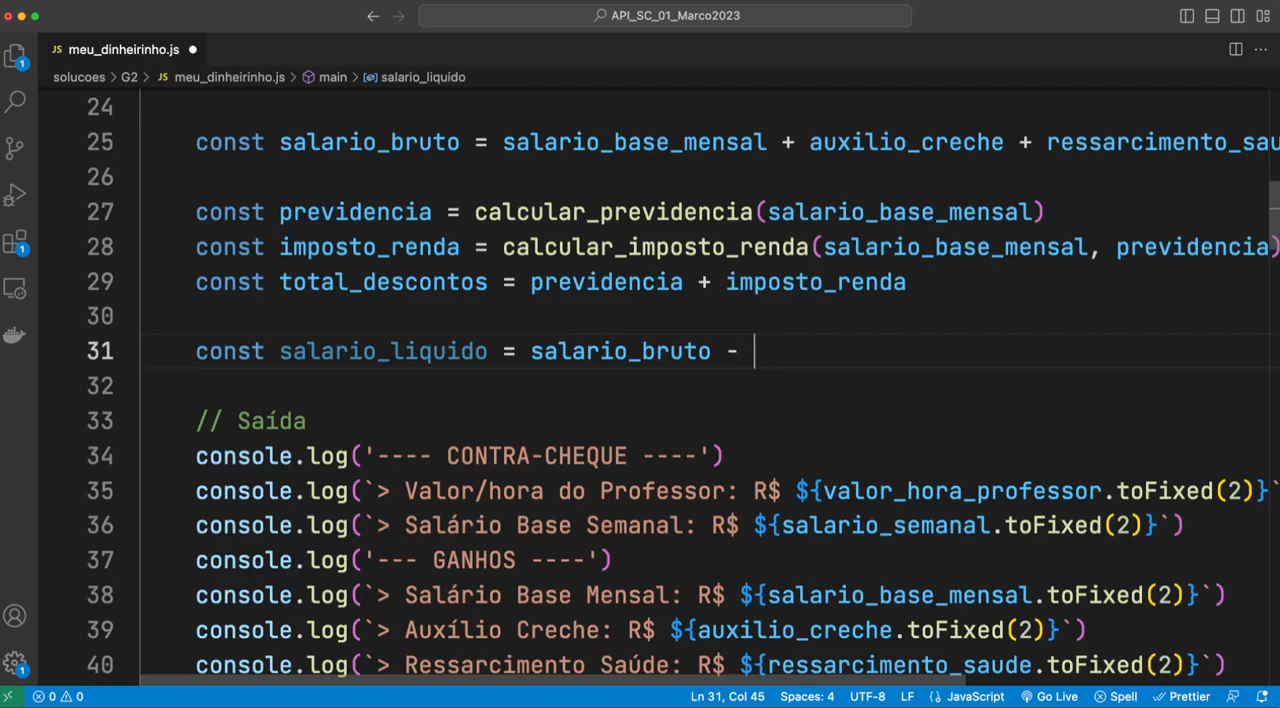 API_SC_01_Marco2023
JS meu_dinheirinho.js
solucoes > G2 > JS meu_dinheirinho.js > main > salario_liquido
24
25 const salario_bruto = salario_base_mensal + auxilio_creche + ressarcimento_sau
26
27 const previdencia = calcular_previdencia(salario_base_mensal)
28 const imposto_renda = calcular_imposto_renda(salario_base_mensal, previdencia)
29 const total_descontos = previdencia + imposto_renda
30
31 const salario_liquido = salario_bruto -
32
33 // Saída
34 console.log('---- CONTRA-CHEQUE ----')
35 console.log(`> Valor/hora do Professor: R$ ${valor_hora_professor.toFixed(2)}`
36 console.log(`> Salário Base Semanal: R$ ${salario_semanal.toFixed(2)}`)
37 console.log('--- GANHOS ----')
38 console.log(`> Salário Base Mensal: R$ ${salario_base_mensal.toFixed(2)}`)
39 console.log(`> Auxílio Creche: R$ ${auxilio_creche.toFixed(2)}`)
40 console.log(`> Ressarcimento Saúde: R$ ${ressarcimento_saude.toFixed(2)}`)
1
1
1
0 0 Ln 31, Col 45 Spaces: 4 UTF-8 LF JavaScript Go Live Spell Prettier